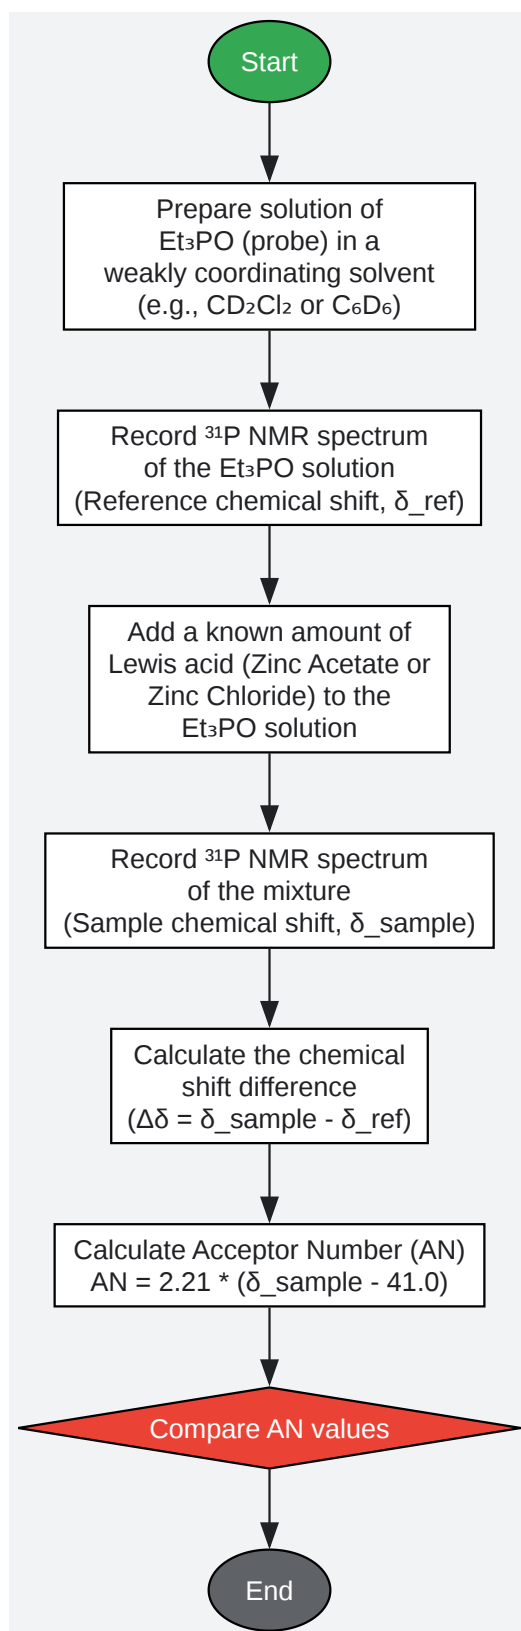 Start
Prepare solution of
Et₃PO (probe) in a
weakly coordinating solvent
(e.g., CD₂Cl₂ or C₆D₆)
Record ³¹P NMR spectrum
of the Et₃PO solution
(Reference chemical shift, δ_ref)
Add a known amount of
Lewis acid (Zinc Acetate or
Zinc Chloride) to the
Et₃PO solution
Record ³¹P NMR spectrum
of the mixture
(Sample chemical shift, δ_sample)
Calculate the chemical
shift difference
(Δδ = δ_sample - δ_ref)
Calculate Acceptor Number (AN)
AN = 2.21 * (δ_sample - 41.0)
Compare AN values
End